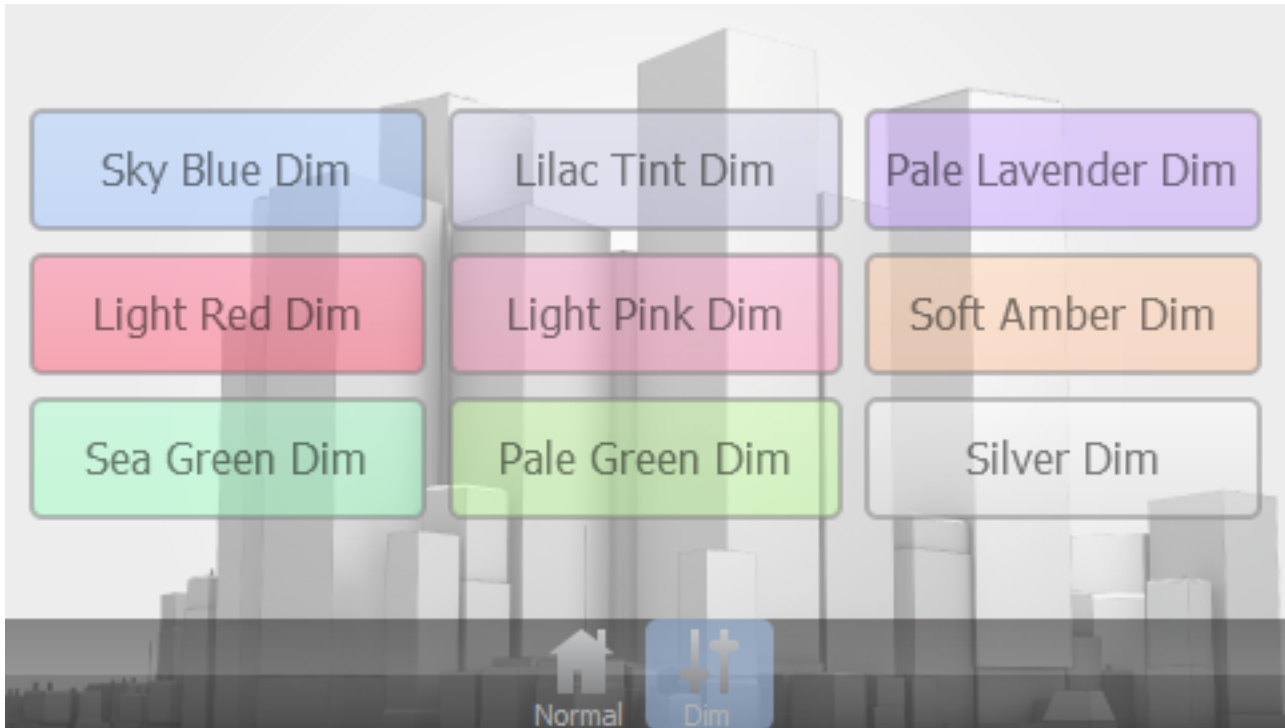 Sky Blue Dim
Lilac Tint Dim
Pale Lavender Dim
Light Red Dim
Light Pink Dim
Soft Amber Dim
Sea Green Dim
Pale Green Dim
Silver Dim
Normal
Dim